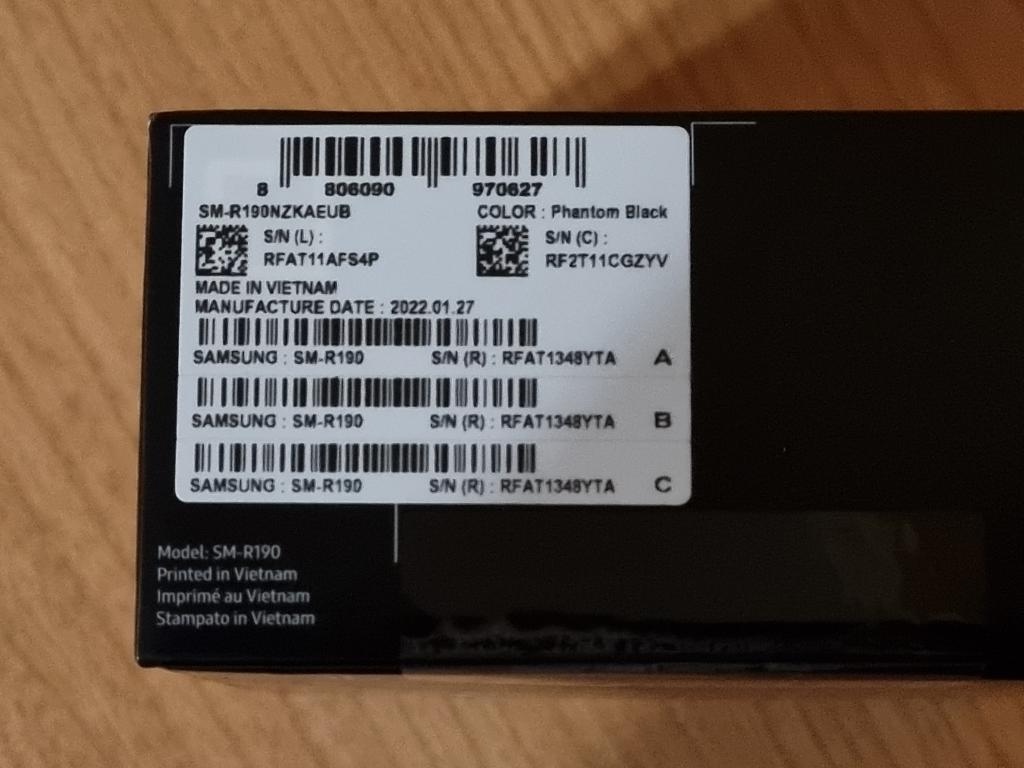 8 806090 970627
SM-R190NZKAEUB COLOR : Phantom Black
S/N (L) : S/N (C) :
RFAT11AFS4P RF2T11CGZYV
MADE IN VIETNAM
MANUFACTURE DATE : 2022.01.27
SAMSUNG : SM-R190 S/N (R) : RFAT1348YTA A
SAMSUNG : SM-R190 S/N (R) : RFAT1348YTA B
SAMSUNG : SM-R190 S/N (R) : RFAT1348YTA C
Model: SM-R190
Printed in Vietnam
Imprimé au Vietnam
Stampato in Vietnam